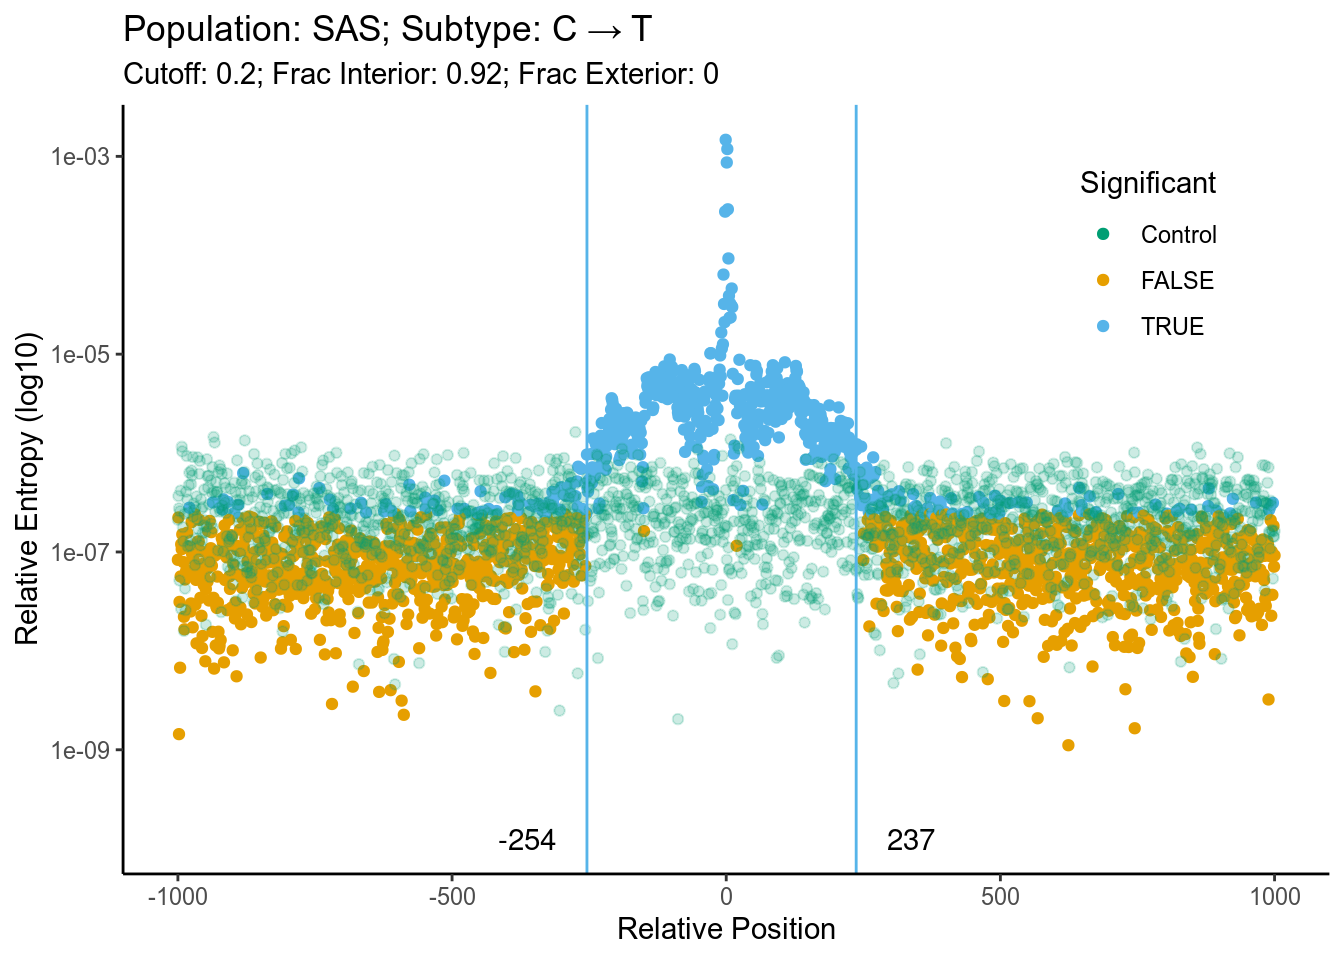 Population: SAS; Subtype: C → T
Cutoff: 0.2; Frac Interior: 0.92; Frac Exterior: 0
Relative Entropy (log10)
1e-03
1e-05
1e-07
1e-09
Significant
Control
FALSE
TRUE
-254
237
-1000
-500
0
500
1000
Relative Position